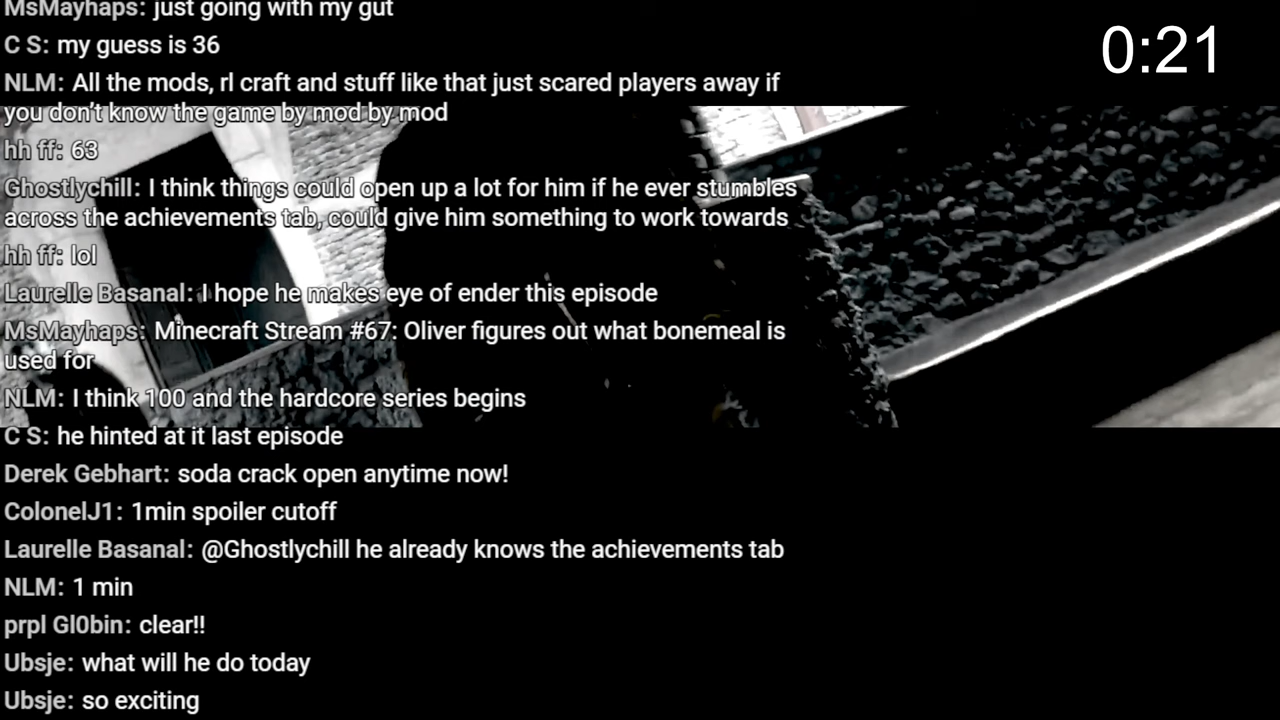 MsMayhaps: just going with my gut
0:21
C S: my guess is 36
NLM: All the mods, rl craft and stuff like that just scared players away if
you don't know the game by mod by mod
hh ff: 63
Ghostlychill: I think things could open up a lot for him if he ever stumbles
across the achievements tab, could give him something to work towards
hh ff: lol
Laurelle Basanal: I hope he makes eye of ender this episode
MsMayhaps: Minecraft Stream #67: Oliver figures out what bonemeal is
used for
NLM: I think 100 and the hardcore series begins
C S: he hinted at it last episode
Derek Gebhart: soda crack open anytime now!
ColonelJ1: 1min spoiler cutoff
Laurelle Basanal: @Ghostlychill he already knows the achievements tab
NLM: 1 min
prpl Gl0bin: clear!!
Ubsje: what will he do today
Ubsje: so exciting